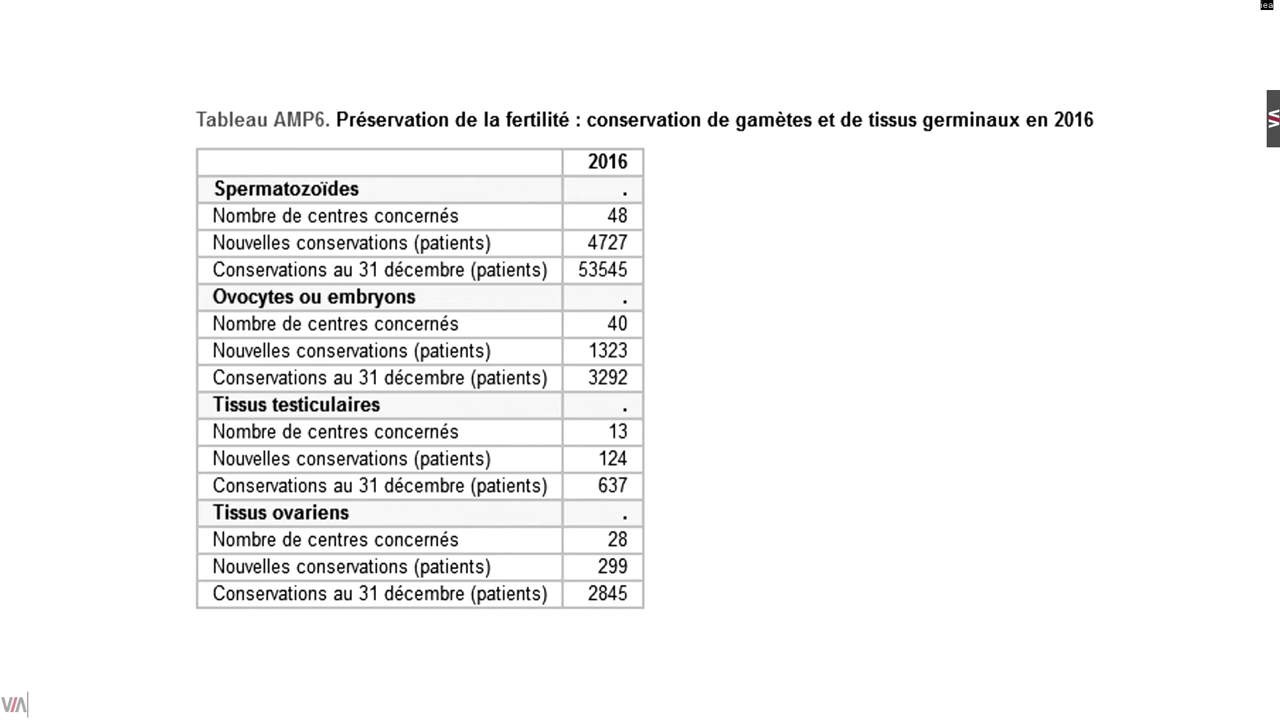 Tableau AMP6. Préservation de la fertilité : conservation de gamètes et de tissus germinaux en 2016
2016
Spermatozoïdes .
Nombre de centres concernés 48
Nouvelles conservations (patients) 4727
Conservations au 31 décembre (patients) 53545
Ovocytes ou embryons .
Nombre de centres concernés 40
Nouvelles conservations (patients) 1323
Conservations au 31 décembre (patients) 3292
Tissus testiculaires .
Nombre de centres concernés 13
Nouvelles conservations (patients) 124
Conservations au 31 décembre (patients) 637
Tissus ovariens .
Nombre de centres concernés 28
Nouvelles conservations (patients) 299
Conservations au 31 décembre (patients) 2845
VIA